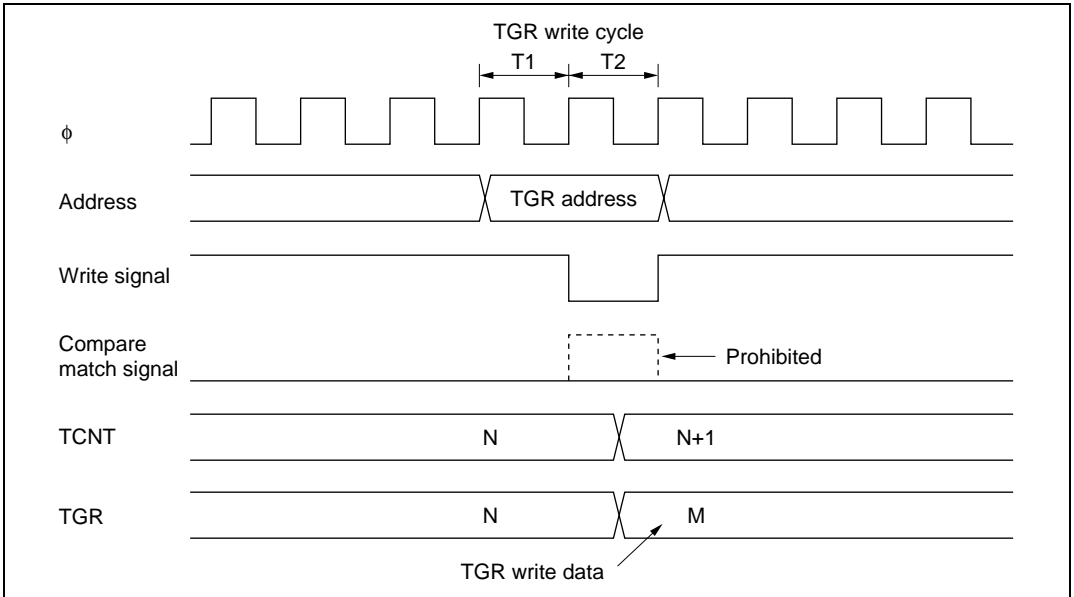 TGR write cycle
T1 T2
ϕ
Address TGR address
Write signal
Compare
match signal
Prohibited
TCNT N N+1
TGR N M
TGR write data